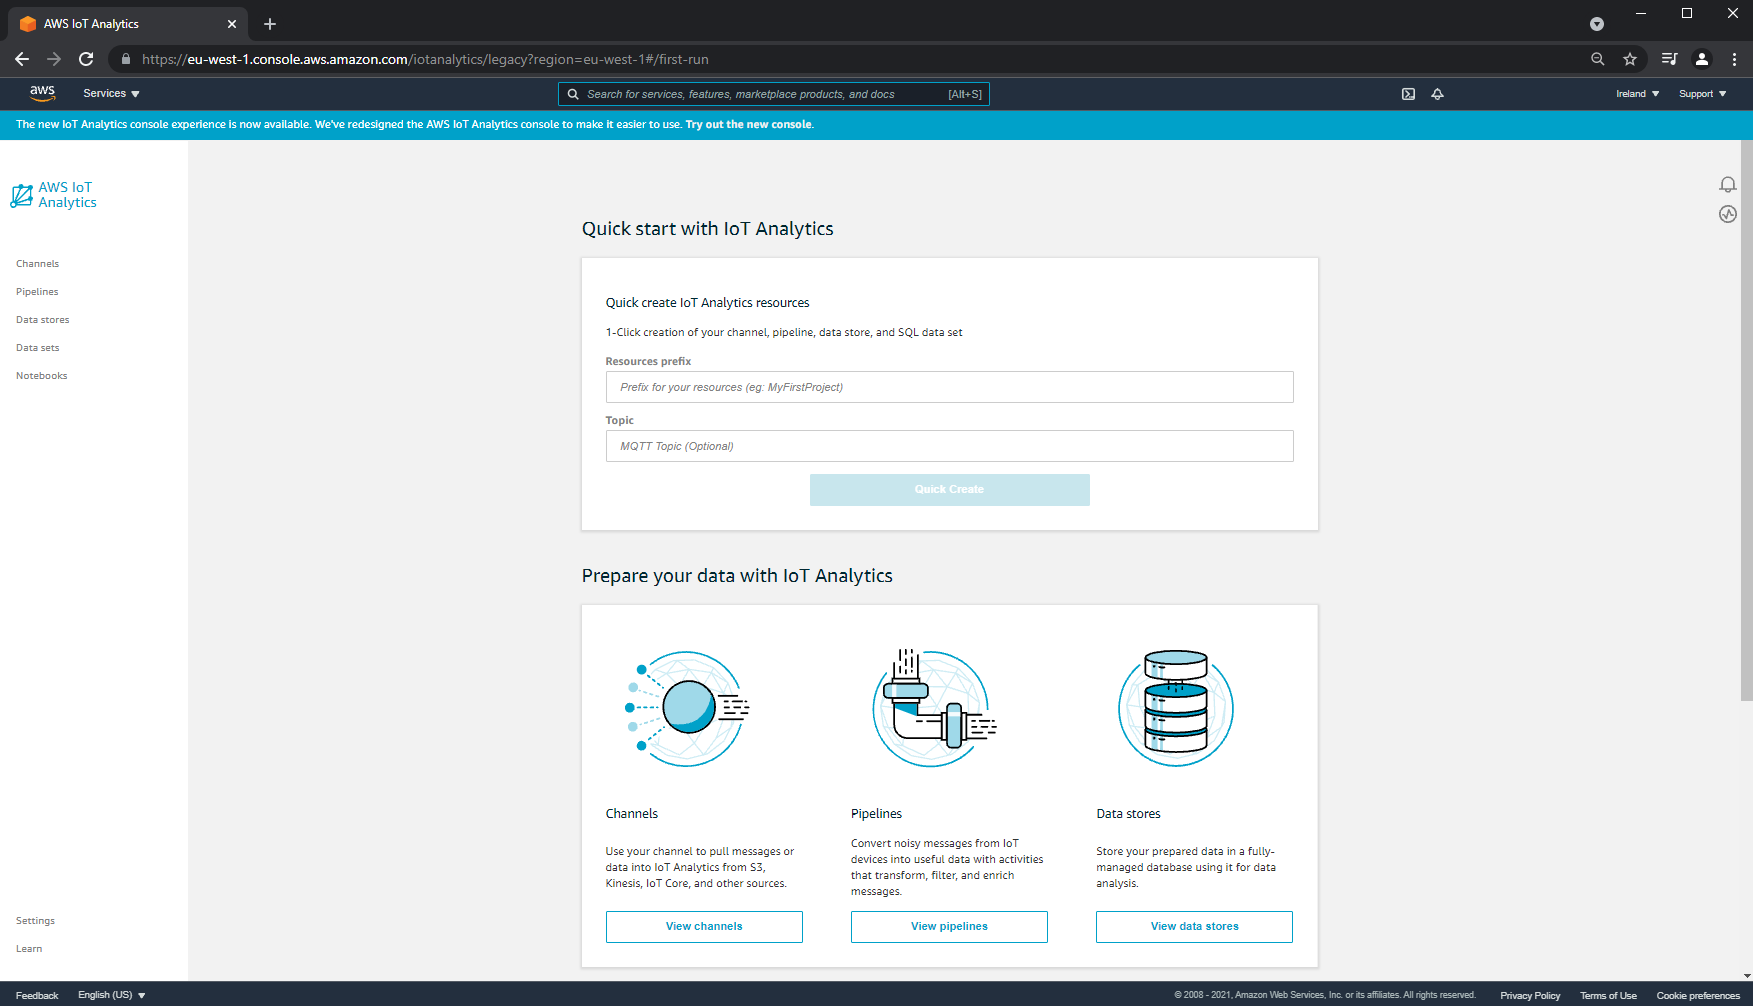 AWS IoT Analytics
https://eu-west-1.console.aws.amazon.com/iotanalytics/legacy?region=eu-west-1#/first-run
aws
Services
Search for services, features, marketplace products, and docs
[Alt+S]
Ireland
Support
The new IoT Analytics console experience is now available. We've redesigned the AWS IoT Analytics console to make it easier to use. Try out the new console.
AWS IoT
Analytics
Channels
Pipelines
Data stores
Data sets
Notebooks
Settings
Learn
Quick start with IoT Analytics
Quick create IoT Analytics resources
1-Click creation of your channel, pipeline, data store, and SQL data set
Resources prefix
Prefix for your resources (eg: MyFirstProject)
Topic
MQTT Topic (Optional)
Quick Create
Prepare your data with IoT Analytics
Channels
Use your channel to pull messages or
data into IoT Analytics from S3,
Kinesis, IoT Core, and other sources.
View channels
Pipelines
Convert noisy messages from IoT
devices into useful data with activities
that transform, filter, and enrich
messages.
View pipelines
Data stores
Store your prepared data in a fully-
managed database using it for data
analysis.
View data stores
Feedback
English (US)
© 2008 - 2021, Amazon Web Services, Inc. or its affiliates. All rights reserved.
Privacy Policy
Terms of Use
Cookie preferences